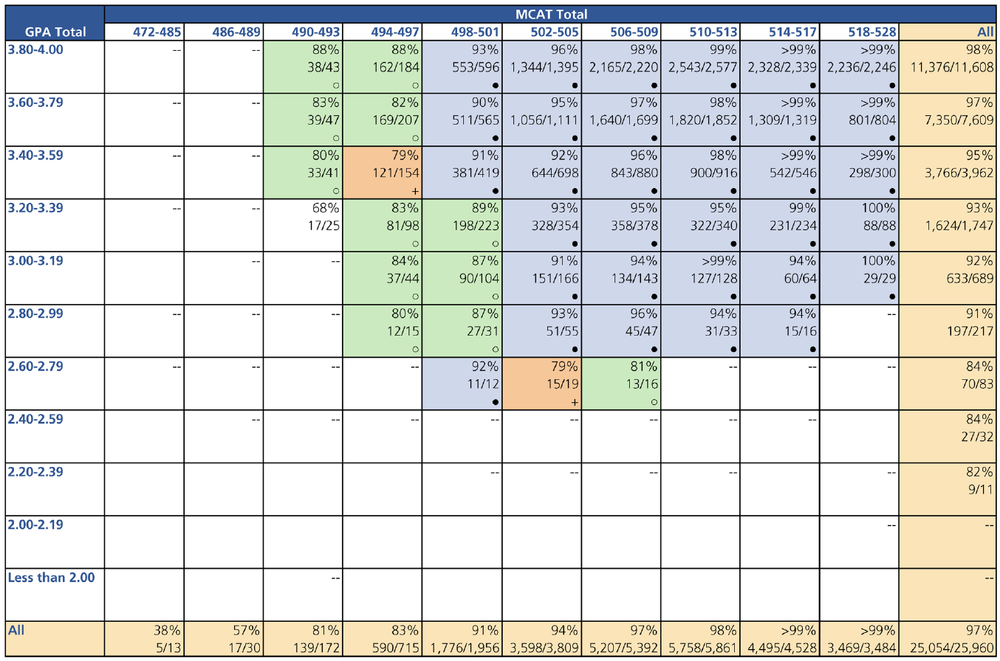 MCAT Total
GPA Total 472-485 486-489 490-493 494-497 498-501 502-505 506-509 510-513 514-517 518-528 All
3.80-4.00 -- -- 88% 88% 93% 96% 98% 99% >99% >99% 98%
38/43 162/184 553/596 1,344/1,395 2,165/2,220 2,543/2,577 2,328/2,339 2,236/2,246 11,376/11,608
○ ○ ● ● ● ● ● ●
3.60-3.79 -- -- 83% 82% 90% 95% 97% 98% >99% >99% 97%
39/47 169/207 511/565 1,056/1,111 1,640/1,699 1,820/1,852 1,309/1,319 801/804 7,350/7,609
○ ○ ● ● ● ● ● ●
3.40-3.59 -- -- 80% 79% 91% 92% 96% 98% >99% >99% 95%
33/41 121/154 381/419 644/698 843/880 900/916 542/546 298/300 3,766/3,962
○ + ● ● ● ● ● ●
3.20-3.39 -- -- 68% 83% 89% 93% 95% 95% 99% 100% 93%
17/25 81/98 198/223 328/354 358/378 322/340 231/234 88/88 1,624/1,747
○ ○ ● ● ● ● ●
3.00-3.19 -- -- 84% 87% 91% 94% >99% 94% 100% 92%
37/44 90/104 151/166 134/143 127/128 60/64 29/29 633/689
○ ○ ● ● ● ● ●
2.80-2.99 -- -- -- 80% 87% 93% 96% 94% 94% -- 91%
12/15 27/31 51/55 45/47 31/33 15/16 197/217
○ ○ ● ● ● ●
2.60-2.79 -- -- -- -- 92% 79% 81% -- -- -- 84%
11/12 15/19 13/16 70/83
● + ○
2.40-2.59 -- -- -- -- -- -- -- -- 84%
27/32
2.20-2.39 -- -- -- -- -- 82%
9/11
2.00-2.19 -- --
Less than 2.00 -- --
All 38% 57% 81% 83% 91% 94% 97% 98% >99% >99% 97%
5/13 17/30 139/172 590/715 1,776/1,956 3,598/3,809 5,207/5,392 5,758/5,861 4,495/4,528 3,469/3,484 25,054/25,960